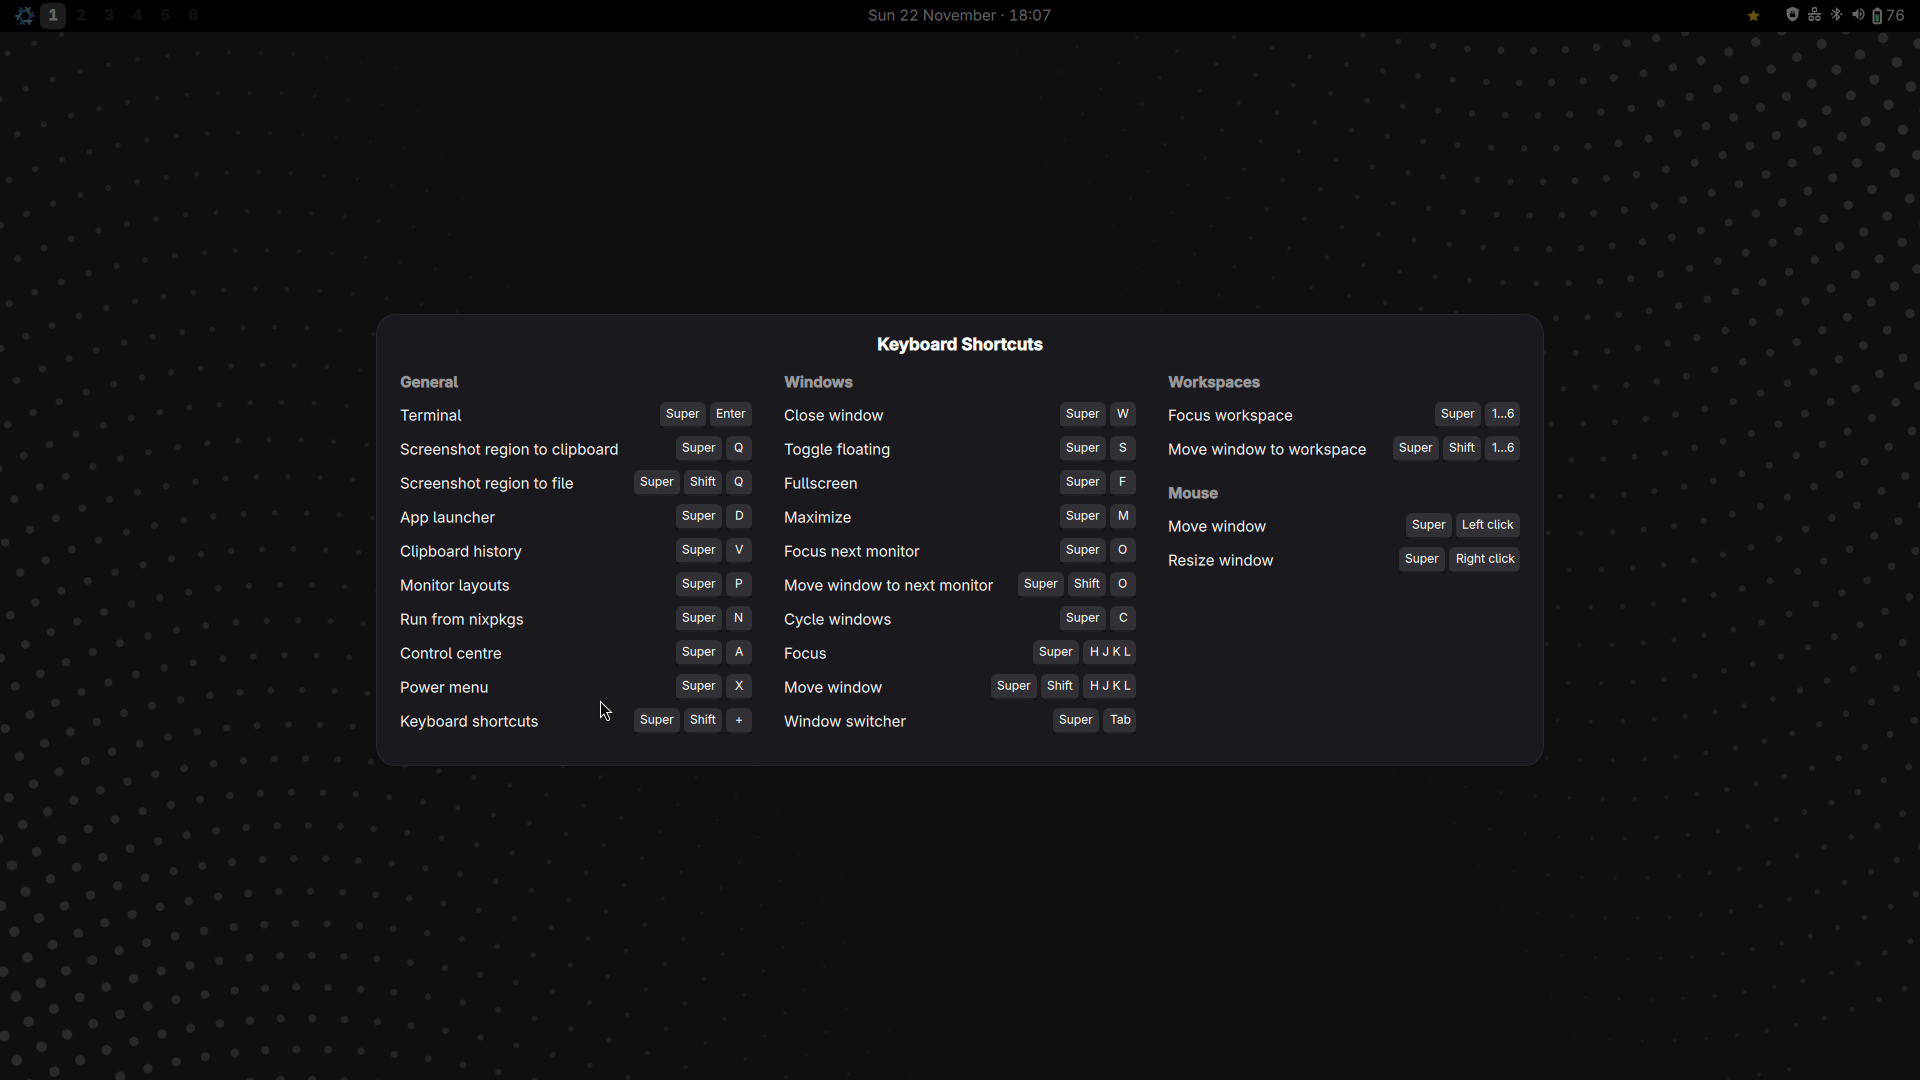 1 2 3 4 5 6
Sun 22 November · 18:07
76
Keyboard Shortcuts
General
Terminal Super Enter
Screenshot region to clipboard Super Q
Screenshot region to file Super Shift Q
App launcher Super D
Clipboard history Super V
Monitor layouts Super P
Run from nixpkgs Super N
Control centre Super A
Power menu Super X
Keyboard shortcuts Super Shift +
Windows
Close window Super W
Toggle floating Super S
Fullscreen Super F
Maximize Super M
Focus next monitor Super O
Move window to next monitor Super Shift O
Cycle windows Super C
Focus Super H J K L
Move window Super Shift H J K L
Window switcher Super Tab
Workspaces
Focus workspace Super 1...6
Move window to workspace Super Shift 1...6
Mouse
Move window Super Left click
Resize window Super Right click